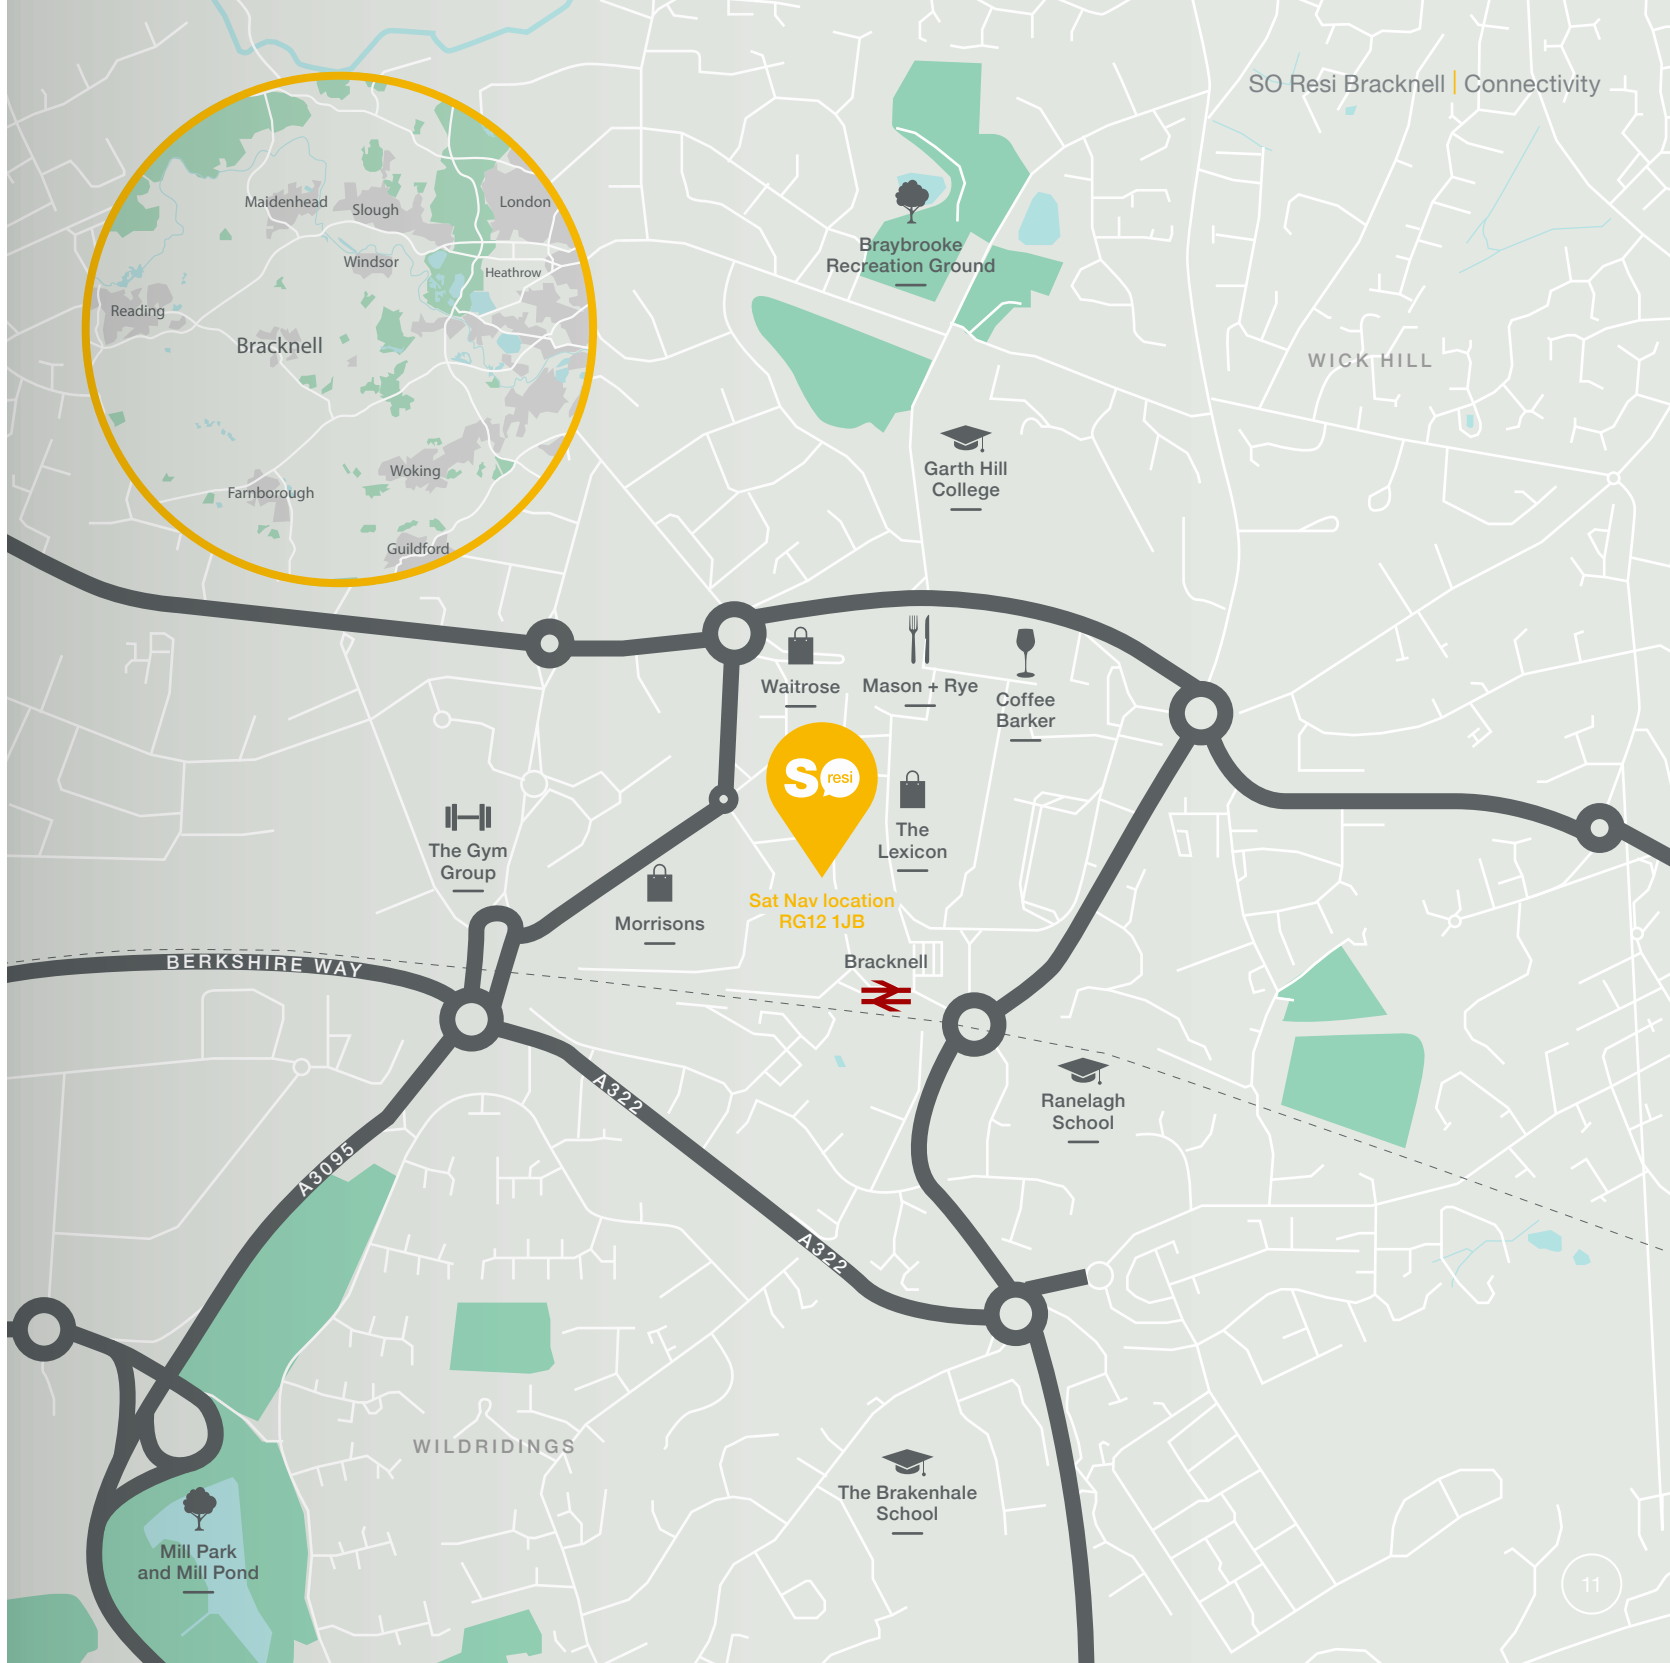 SO Resi Bracknell | Connectivity
Maidenhead
Slough
London
Windsor
Heathrow
Reading
Bracknell
Woking
Farnborough
Guildford
Braybrooke
Recreation Ground
WICK HILL
Garth Hill
College
Waitrose
Mason + Rye
Coffee
Barker
SO resi
The
Lexicon
The Gym
Group
Morrisons
Sat Nav location
RG12 1JB
Bracknell
BERKSHIRE WAY
A322
Ranelagh
School
A3095
A322
WILDRIDINGS
The Brakenhale
School
Mill Park
and Mill Pond
11